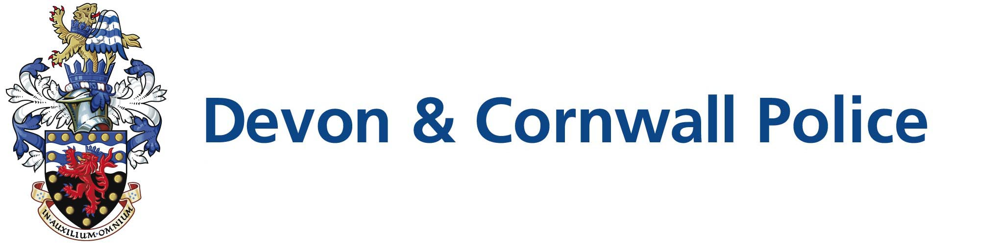 Devon & Cornwall Police
IN·AUXILIUM·OMNIUM